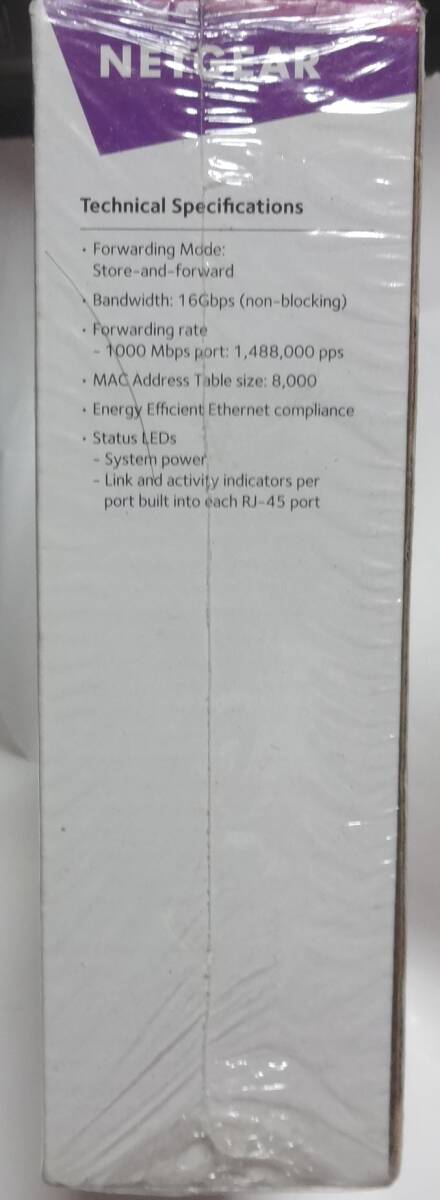 NETGEAR
Technical Specifications
· Forwarding Mode:
Store-and-forward
· Bandwidth: 16Gbps (non-blocking)
· Forwarding rate
- 1000 Mbps port: 1,488,000 pps
· MAC Address Table size: 8,000
· Energy Efficient Ethernet compliance
· Status LEDs
- System power
- Link and activity indicators per
port built into each RJ-45 port